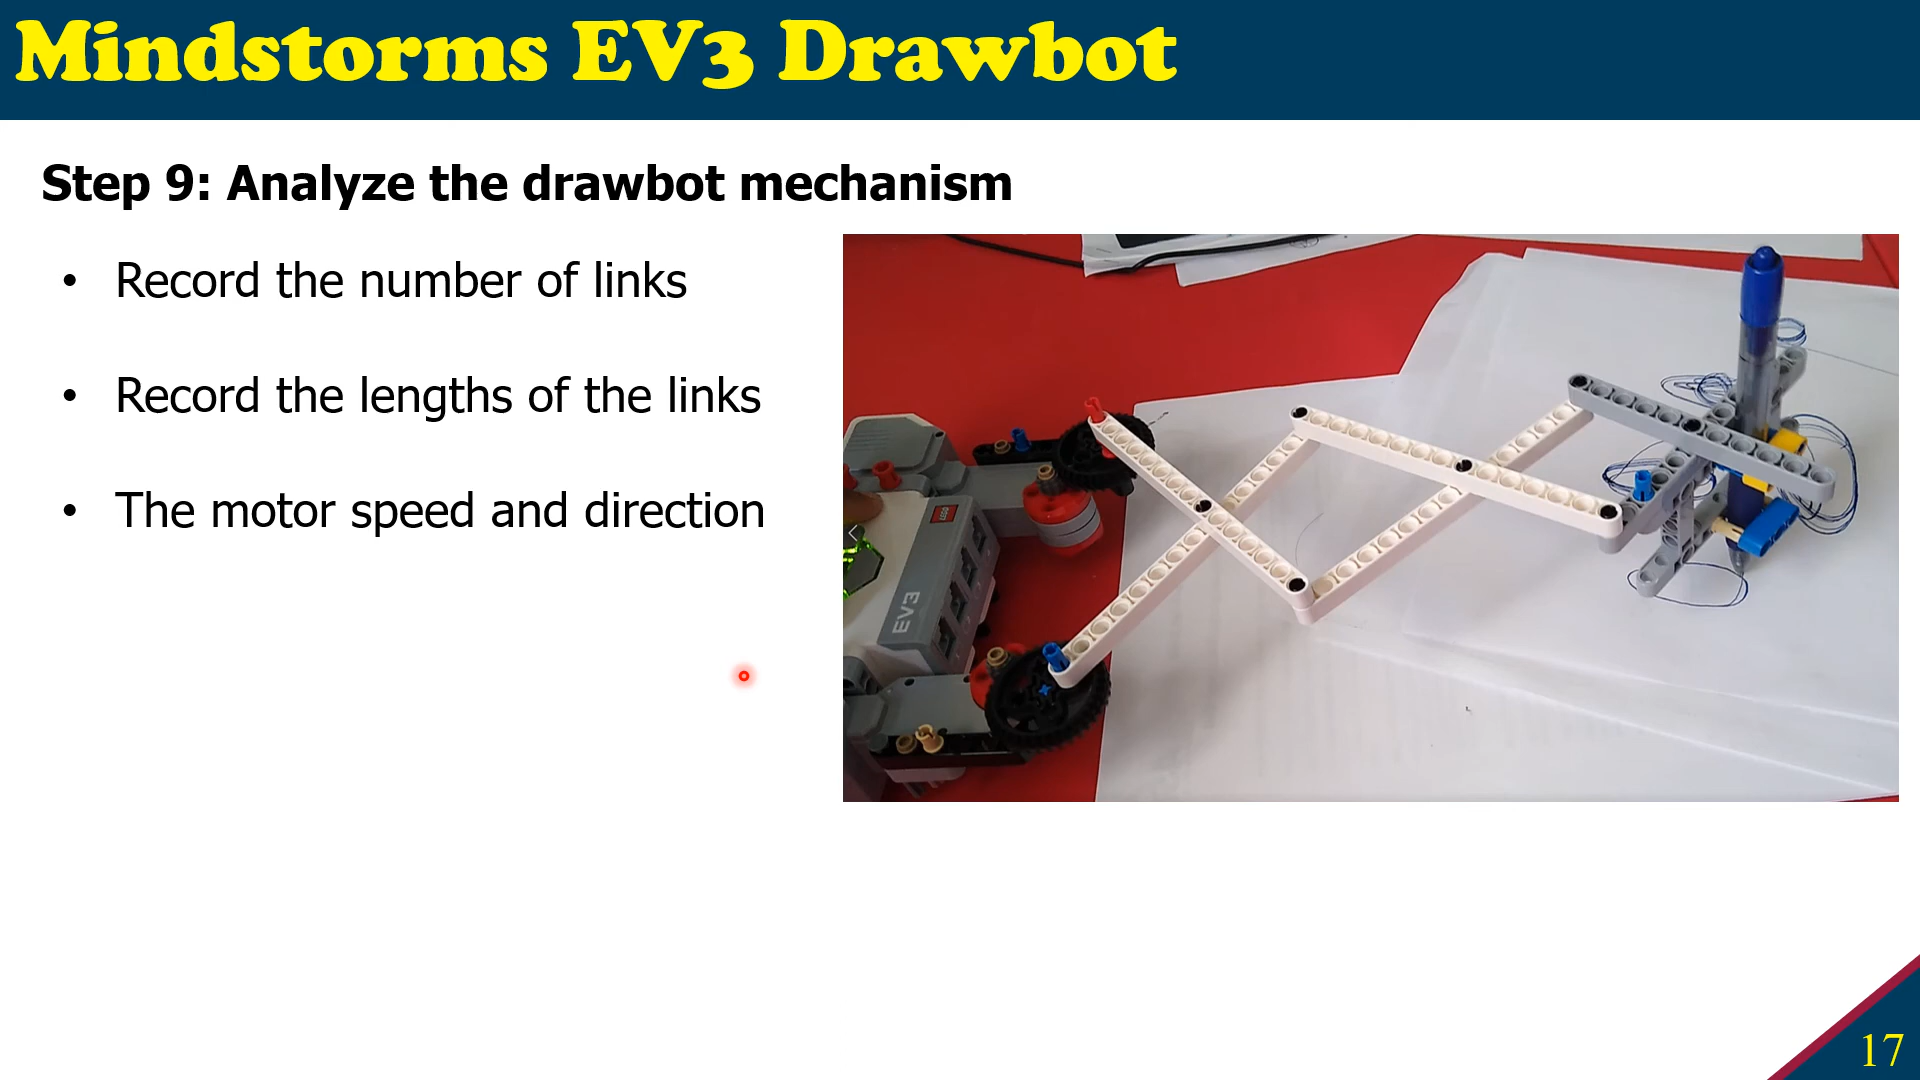 Mindstorms EV3 Drawbot
Step 9: Analyze the drawbot mechanism
• Record the number of links
• Record the lengths of the links
• The motor speed and direction
LEGO
EV3
17